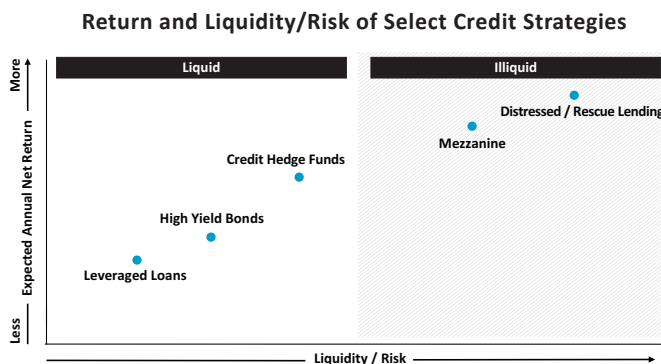 Return and Liquidity/Risk of Select Credit Strategies
More
Liquid
Illiquid
Distressed / Rescue Lending
Mezzanine
Credit Hedge Funds
Expected Annual Net Return
High Yield Bonds
Leveraged Loans
Less
Liquidity / Risk